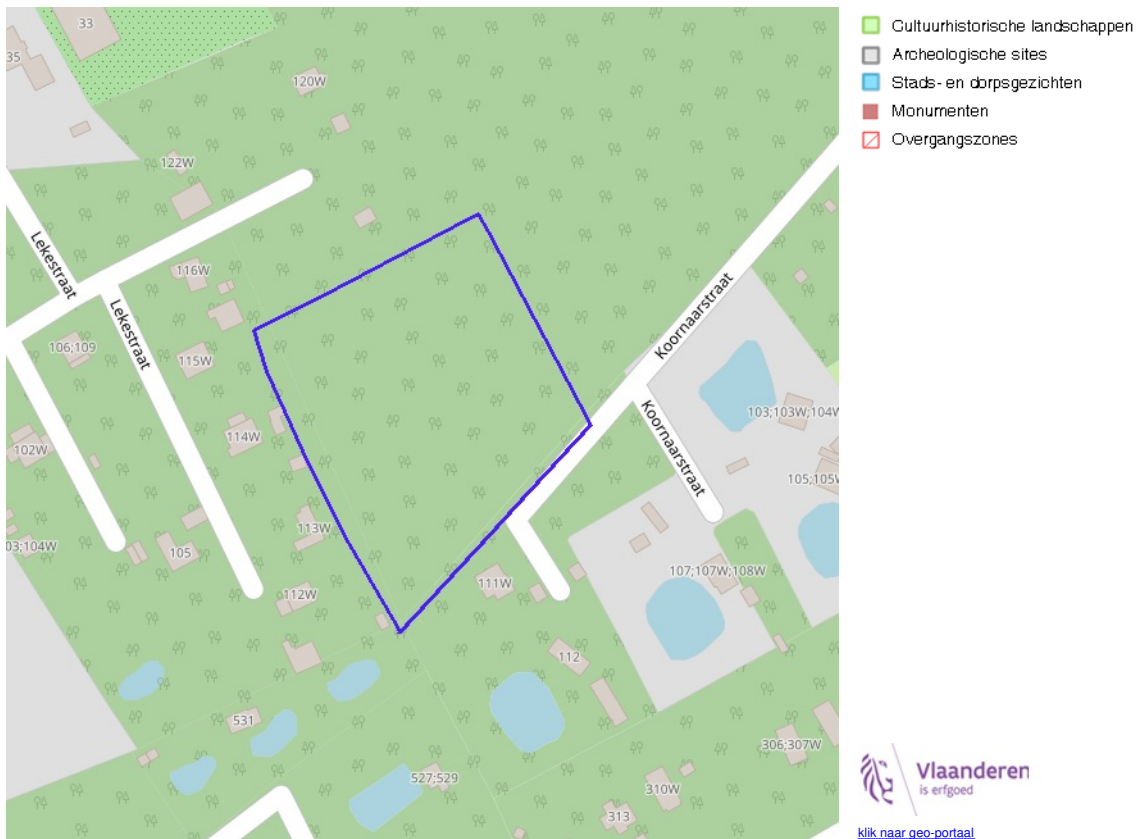 33
35
120W
122W
Lekestraat
116W
Lekestraat
106;109
115W
Koornaarstraat
114W
102W
Koornaarstraat
103;103W;104W
105;105W
113W
03;104W
105
107;107W;108W
112W
111W
112
531
306;307W
527;529
310W
313
Cultuurhistorische landschappen
Archeologische sites
Stads- en dorpsgezichten
Monumenten
Overgangszones
Vlaanderen
is erfgoed
klik naar geo-portaal